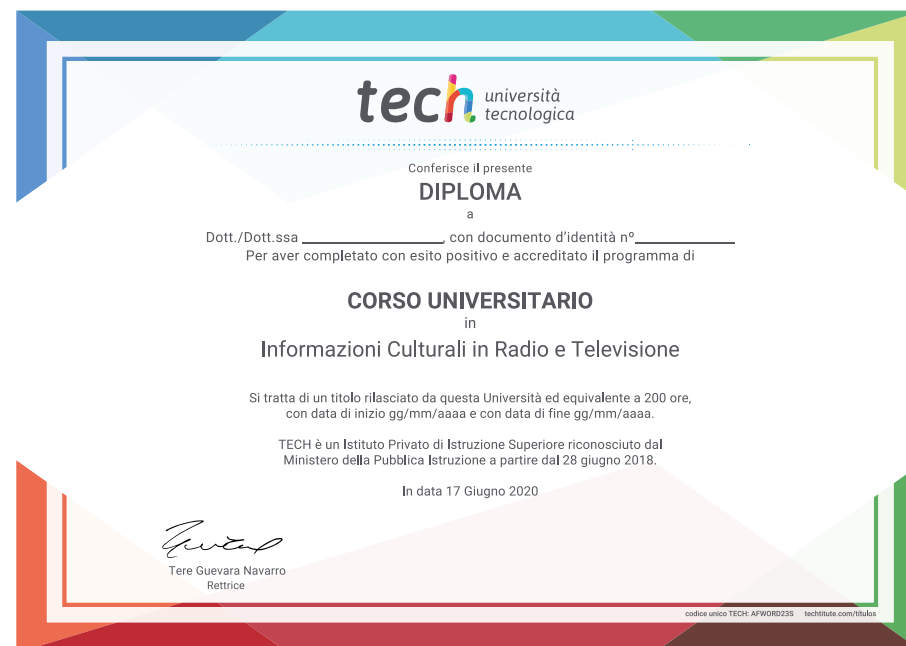 tech università
tecnologica
Conferisce il presente
DIPLOMA
a
Dott./Dott.ssa ________________, con documento d'identità nº____________
Per aver completato con esito positivo e accreditato il programma di
CORSO UNIVERSITARIO
in
Informazioni Culturali in Radio e Televisione
Si tratta di un titolo rilasciato da questa Università ed equivalente a 200 ore,
con data di inizio gg/mm/aaaa e con data di fine gg/mm/aaaa.
TECH è un Istituto Privato di Istruzione Superiore riconosciuto dal
Ministero della Pubblica Istruzione a partire dal 28 giugno 2018.
In data 17 Giugno 2020
Tere Guevara Navarro
Rettrice
codice unico TECH: AFWORD23S techtitute.com/titulos